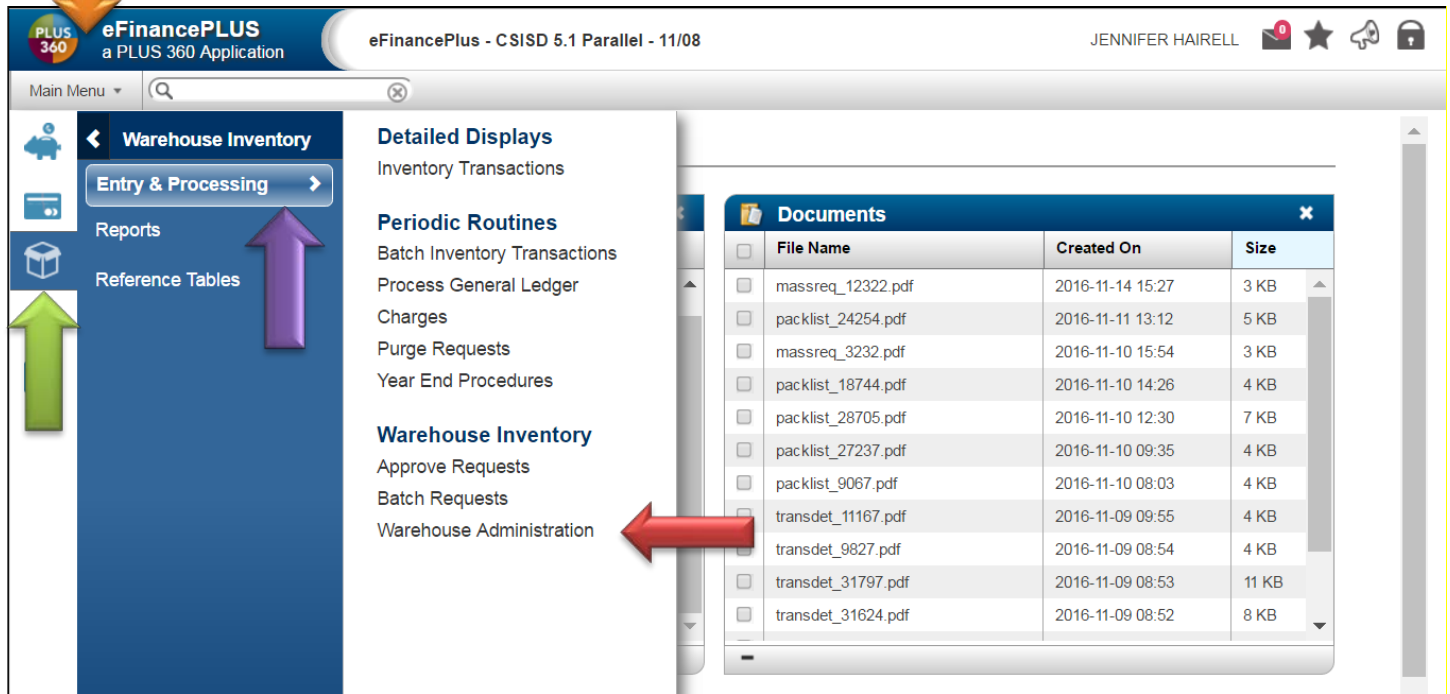 PLUS 360
eFinancePLUS
a PLUS 360 Application
eFinancePlus - CSISD 5.1 Parallel - 11/08
JENNIFER HAIRELL
0
Main Menu
Warehouse Inventory
Entry & Processing
Reports
Reference Tables
Detailed Displays
Inventory Transactions
Periodic Routines
Batch Inventory Transactions
Process General Ledger
Charges
Purge Requests
Year End Procedures
Warehouse Inventory
Approve Requests
Batch Requests
Warehouse Administration
Documents
File Name Created On Size
massreq_12322.pdf 2016-11-14 15:27 3 KB
packlist_24254.pdf 2016-11-11 13:12 5 KB
massreq_3232.pdf 2016-11-10 15:54 3 KB
packlist_18744.pdf 2016-11-10 14:26 4 KB
packlist_28705.pdf 2016-11-10 12:30 7 KB
packlist_27237.pdf 2016-11-10 09:35 4 KB
packlist_9067.pdf 2016-11-10 08:03 4 KB
transdet_11167.pdf 2016-11-09 09:55 4 KB
transdet_9827.pdf 2016-11-09 08:54 4 KB
transdet_31797.pdf 2016-11-09 08:53 11 KB
transdet_31624.pdf 2016-11-09 08:52 8 KB